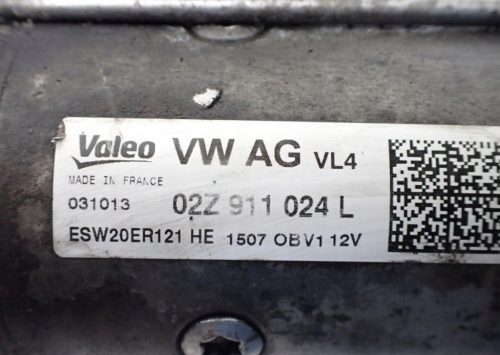 Valeo VW AG VL4
MADE IN FRANCE
031013 02Z 911 024 L
ESW20ER121 HE 1507 OBV1 12V